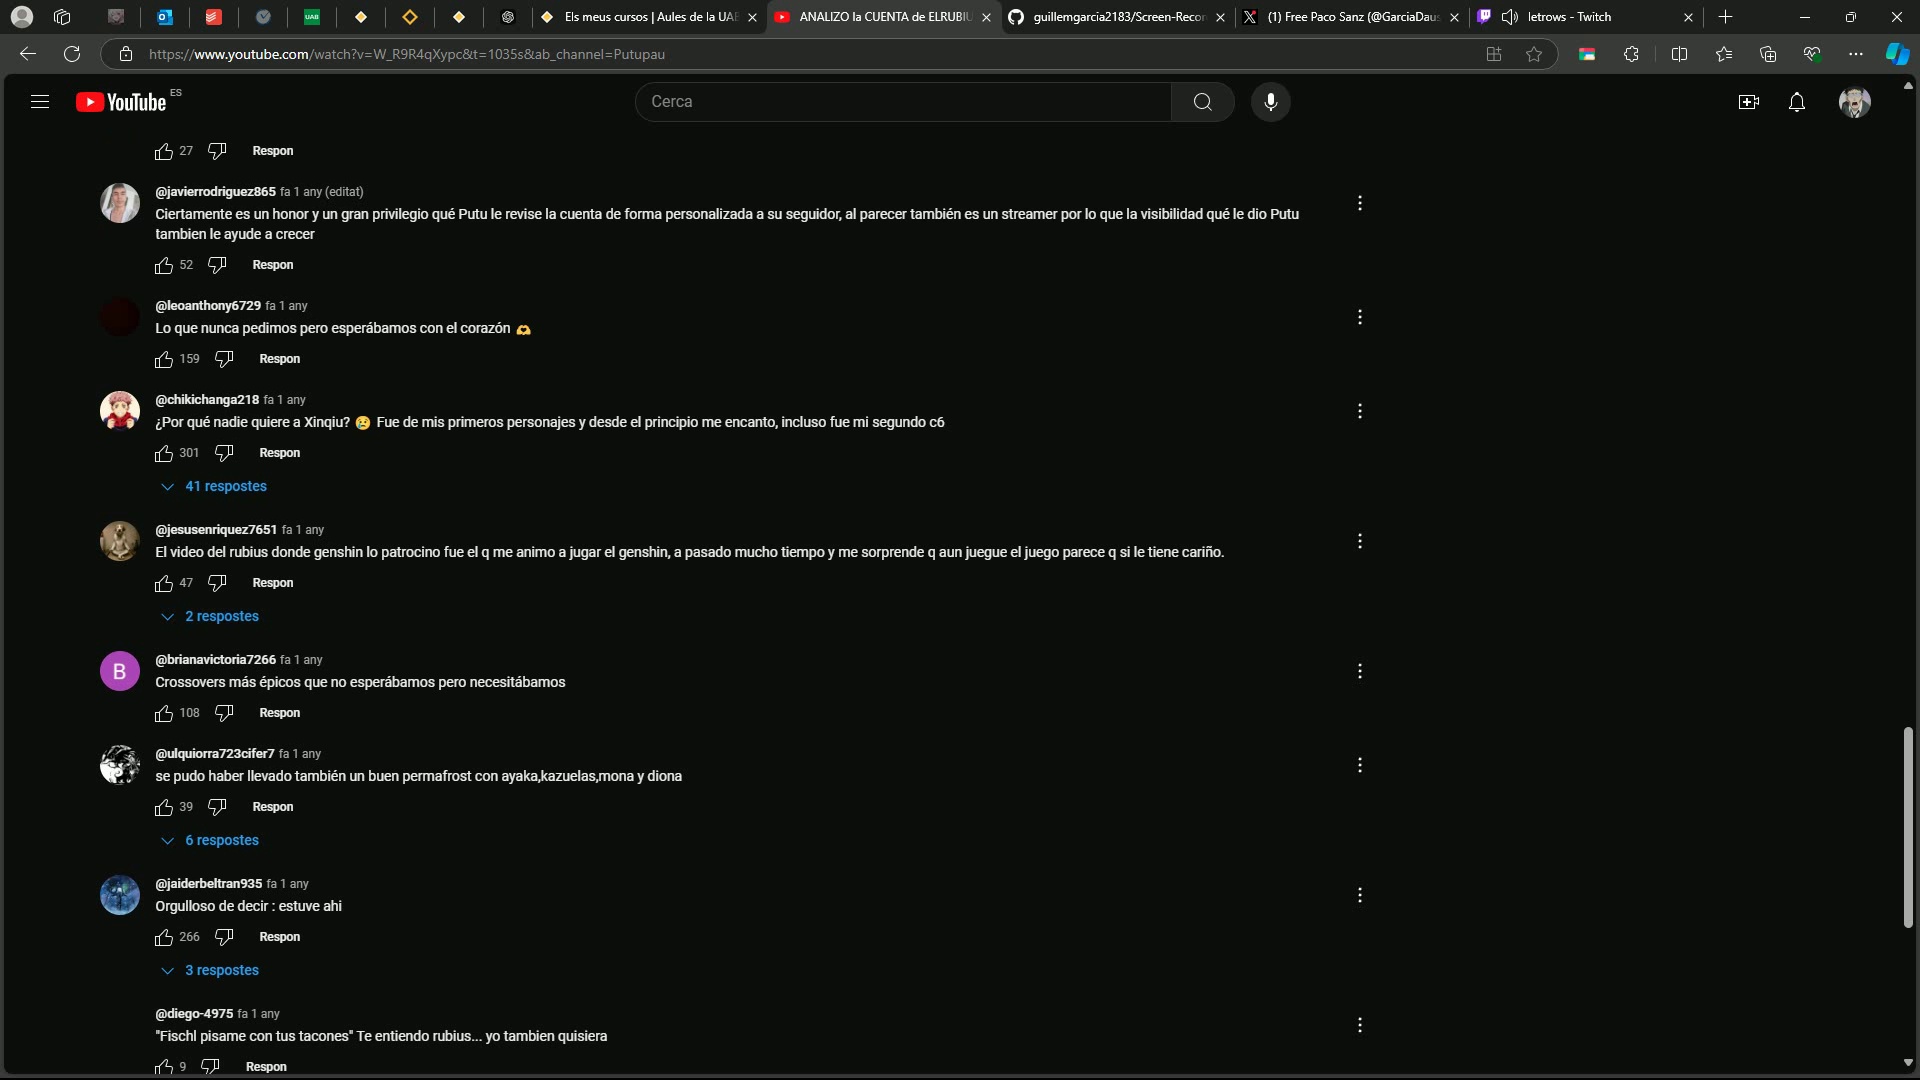 UAB
Els meus cursos | Aules de la UAB
ANALIZO la CUENTA de ELRUBIU
guillemgarcia2183/Screen-Recor
(1) Free Paco Sanz (@GarciaDaus
letrows - Twitch
https://www.youtube.com/watch?v=W_R9R4qXypc&t=1035s&ab_channel=Putupau
YouTube ES
Cerca
27 Respon
@javierrodriguez865 fa 1 any (editat)
Ciertamente es un honor y un gran privilegio qué Putu le revise la cuenta de forma personalizada a su seguidor, al parecer también es un streamer por lo que la visibilidad qué le dio Putu
tambien le ayude a crecer
52 Respon
@leoanthony6729 fa 1 any
Lo que nunca pedimos pero esperábamos con el corazón 🫶
159 Respon
@chikichanga218 fa 1 any
¿Por qué nadie quiere a Xinqiu? 😢 Fue de mis primeros personajes y desde el principio me encanto, incluso fue mi segundo c6
301 Respon
41 respostes
@jesusenriquez7651 fa 1 any
El video del rubius donde genshin lo patrocino fue el q me animo a jugar el genshin, a pasado mucho tiempo y me sorprende q aun juegue el juego parece q si le tiene cariño.
47 Respon
2 respostes
B
@brianavictoria7266 fa 1 any
Crossovers más épicos que no esperábamos pero necesitábamos
108 Respon
@ulquiorra723cifer7 fa 1 any
se pudo haber llevado también un buen permafrost con ayaka,kazuelas,mona y diona
39 Respon
6 respostes
@jaiderbeltran935 fa 1 any
Orgulloso de decir : estuve ahi
266 Respon
3 respostes
@diego-4975 fa 1 any
"Fischl pisame con tus tacones" Te entiendo rubius... yo tambien quisiera
9 Respon